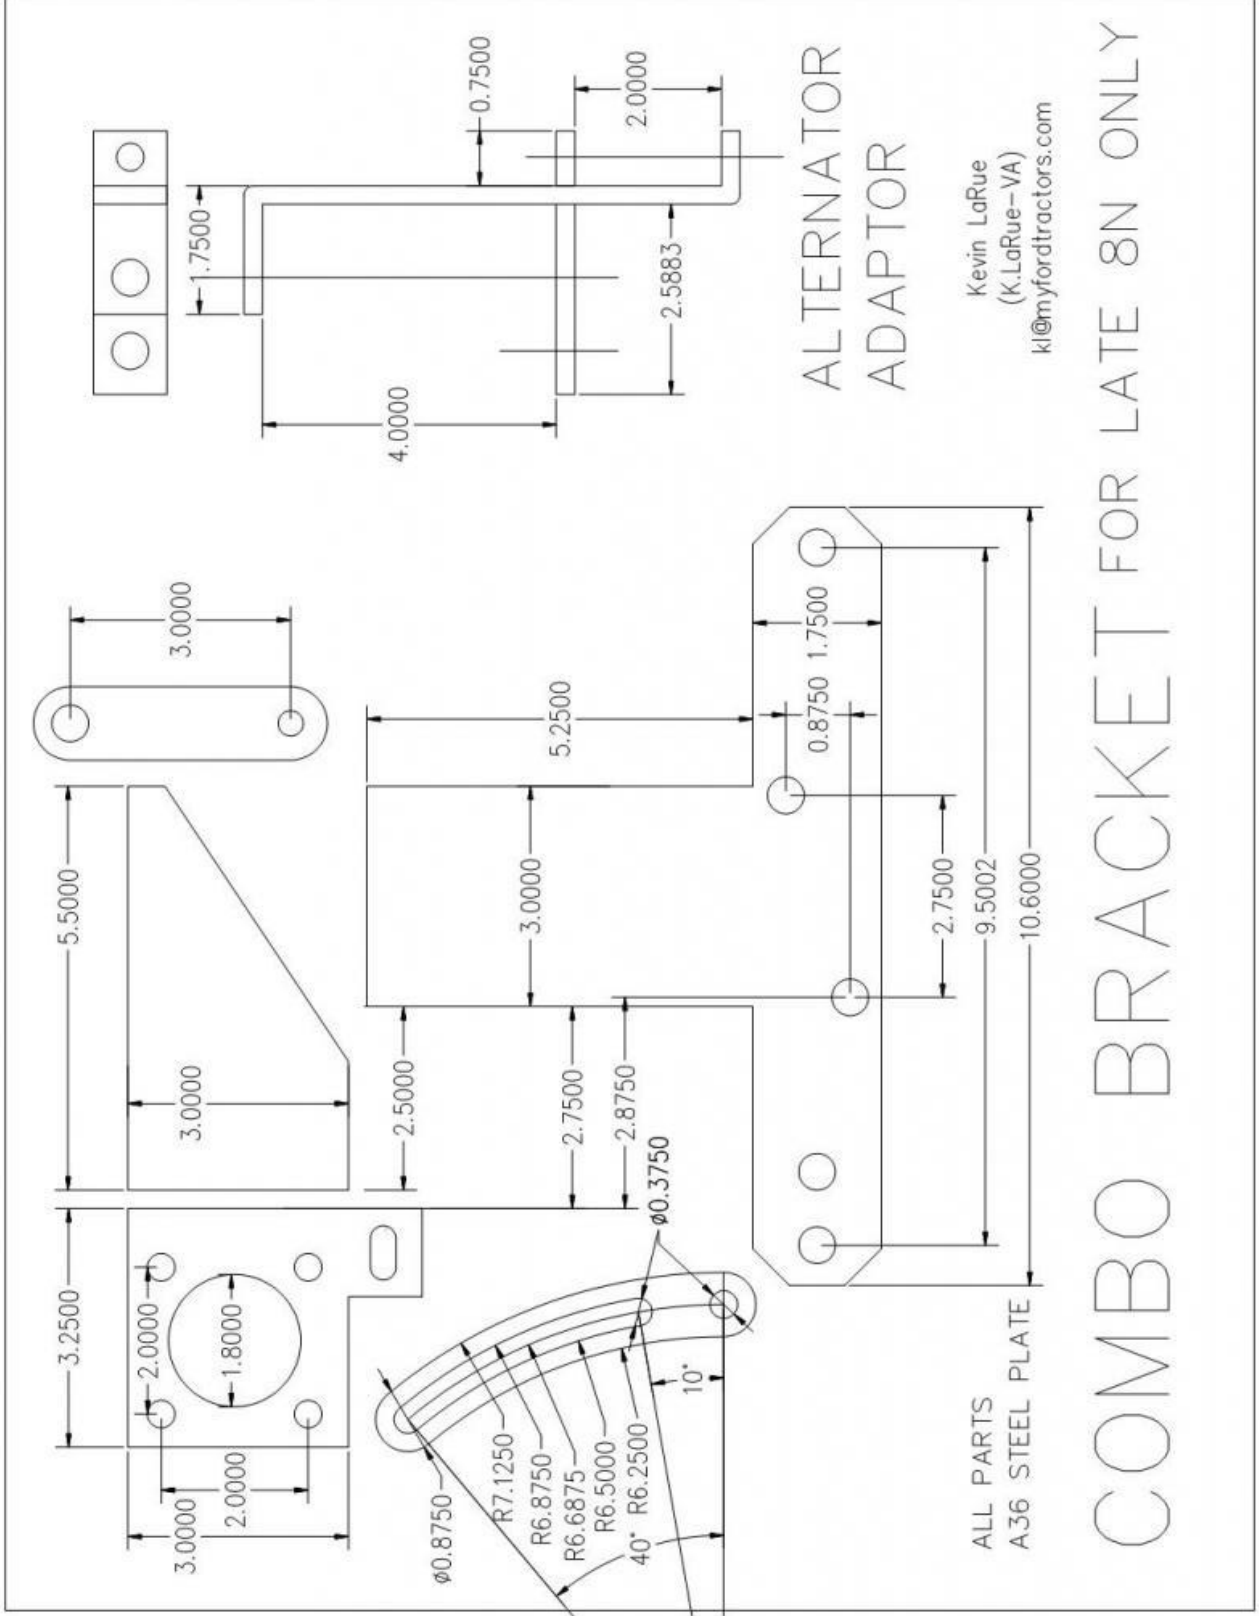 3.2500
5.5000
3.0000
1.7500
0.7500
2.0000
1.8000
2.0000
3.0000
3.0000
4.0000
2.5883
2.0000
ALTERNATOR
ADAPTOR
Kevin LaRue
(K.LaRue-VA)
kl@myfordtractors.com
2.5000
3.0000
5.2500
2.7500
2.8750
0.8750
1.7500
ø0.8750
R7.1250
R6.8750
R6.6875
R6.5000
R6.2500
ø0.3750
40°
10°
2.7500
9.5002
10.6000
ALL PARTS
A36 STEEL PLATE
COMBO BRACKET FOR LATE 8N ONLY